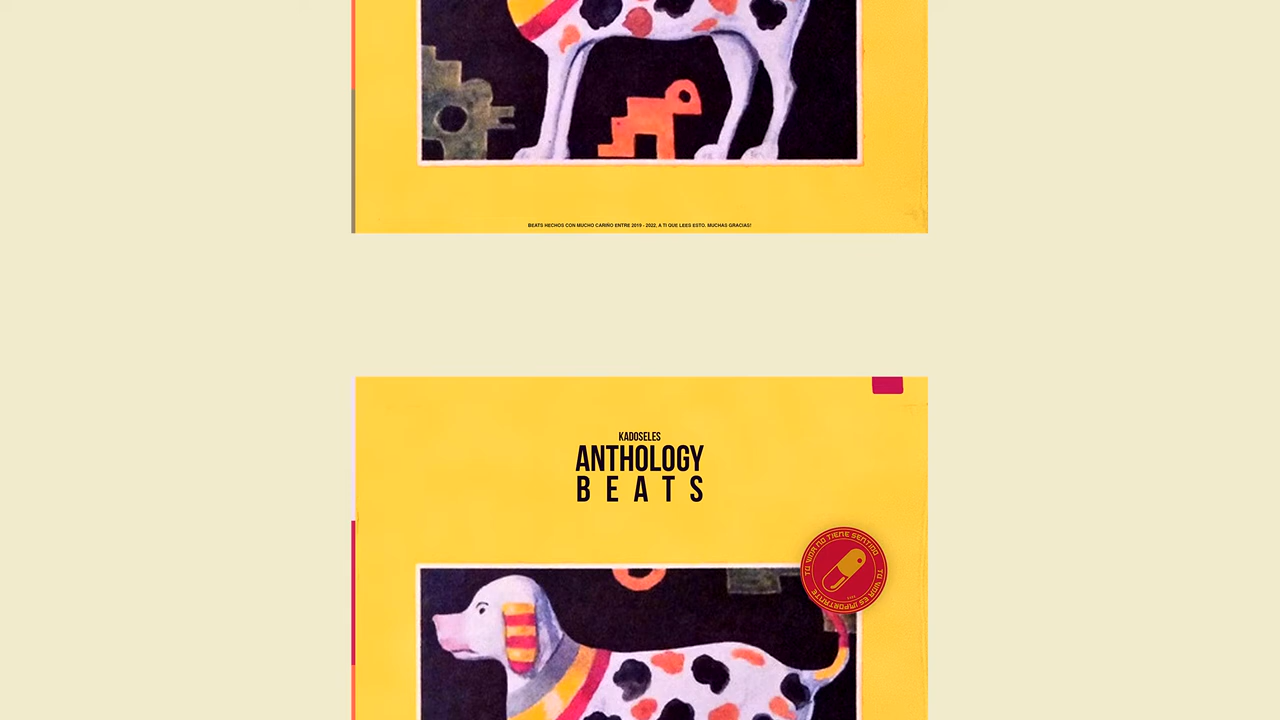 BEATS HECHOS CON MUCHO CARIÑO ENTRE 2019 - 2022, A TI QUE LEES ESTO. MUCHAS GRACIAS!
KADOSELES
ANTHOLOGY
BEATS
TU VIDA NO TIENE SENTIDO
TU VIDA ES IMPORTANTE